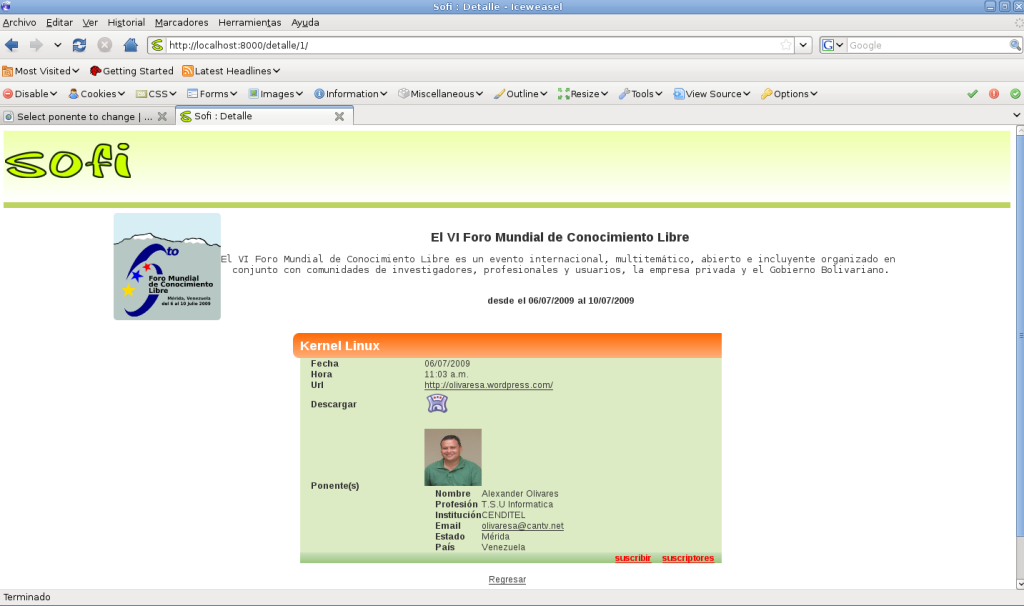 Sofi : Detalle - Iceweasel
Archivo Editar Ver Historial Marcadores Herramientas Ayuda
http://localhost:8000/detalle/1/
Google
Most Visited Getting Started Latest Headlines
Disable Cookies CSS Forms Images Information Miscellaneous Outline Resize Tools View Source Options
Select ponente to change | ... Sofi : Detalle
sofi
to
Foro Mundial
de Conocimiento
Libre
Mérida, Venezuela
del 6 al 10 julio 2009
El VI Foro Mundial de Conocimiento Libre
El VI Foro Mundial de Conocimiento Libre es un evento internacional, multitemático, abierto e incluyente organizado en
conjunto con comunidades de investigadores, profesionales y usuarios, la empresa privada y el Gobierno Bolivariano.
desde el 06/07/2009 al 10/07/2009
Kernel Linux
Fecha 06/07/2009
Hora 11:03 a.m.
Url http://olivaresa.wordpress.com/
Descargar
Ponente(s)
Nombre Alexander Olivares
Profesión T.S.U Informatica
Institución CENDITEL
Email olivaresa@cantv.net
Estado Mérida
País Venezuela
suscribir suscriptores
Regresar
Terminado